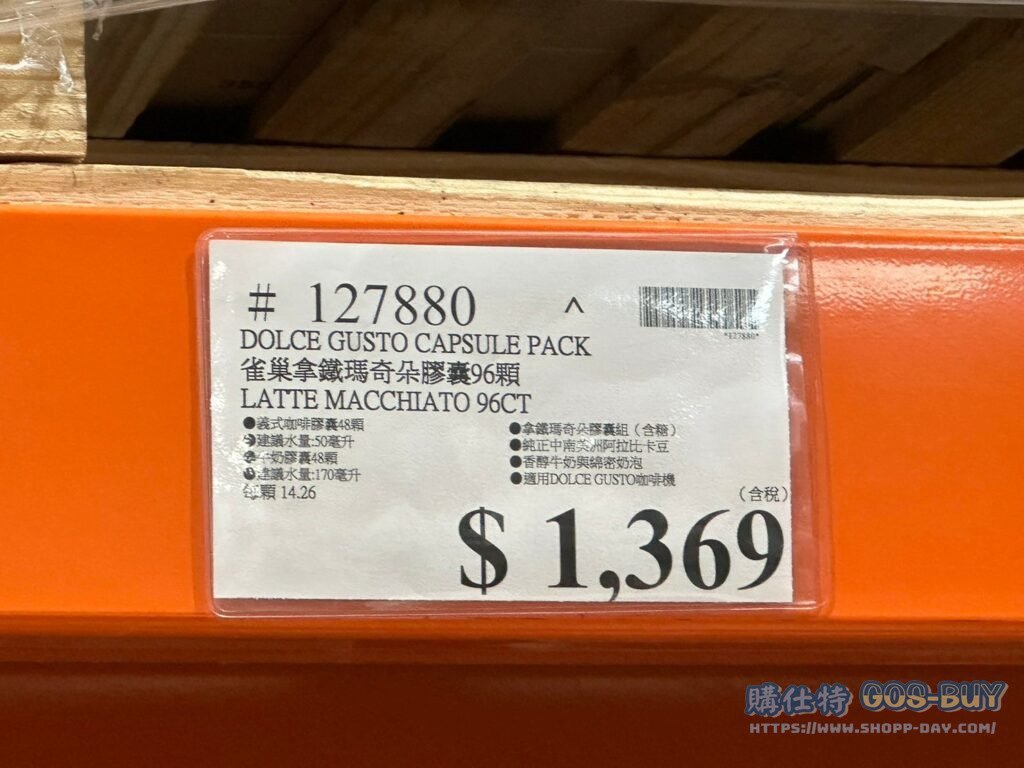 # 127880 ^
*127880*
DOLCE GUSTO CAPSULE PACK
雀巢拿鐵瑪奇朵膠囊96顆
LATTE MACCHIATO 96CT
●義式咖啡膠囊48顆
●建議水量:50毫升
●牛奶膠囊48顆
●建議水量:170毫升
每顆 14.26
●拿鐵瑪奇朵膠囊組（含糖）
●純正中南美洲阿拉比卡豆
●香醇牛奶與綿密奶泡
●適用DOLCE GUSTO咖啡機
（含稅）
$ 1,369
購仕特 GOS-BUY
HTTPS://WWW.SHOPP-DAY.COM/